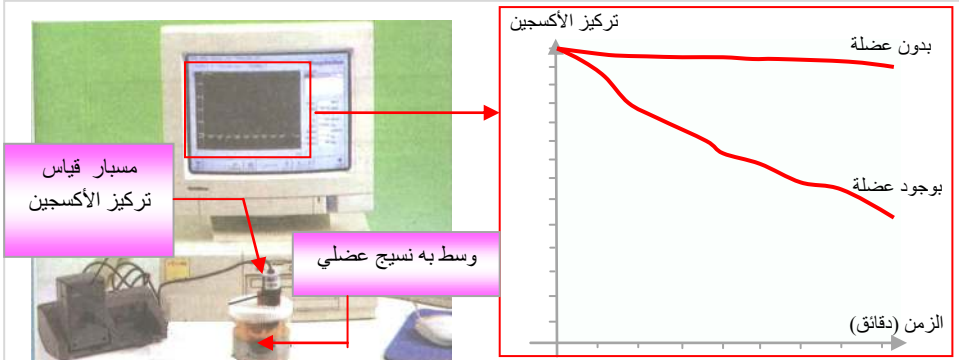 تركيز الأكسجين
بدون عضلة
مسبار قياس
تركيز الأكسجين
بوجود عضلة
وسط به نسيج عضلي
الزمن (دقائق)